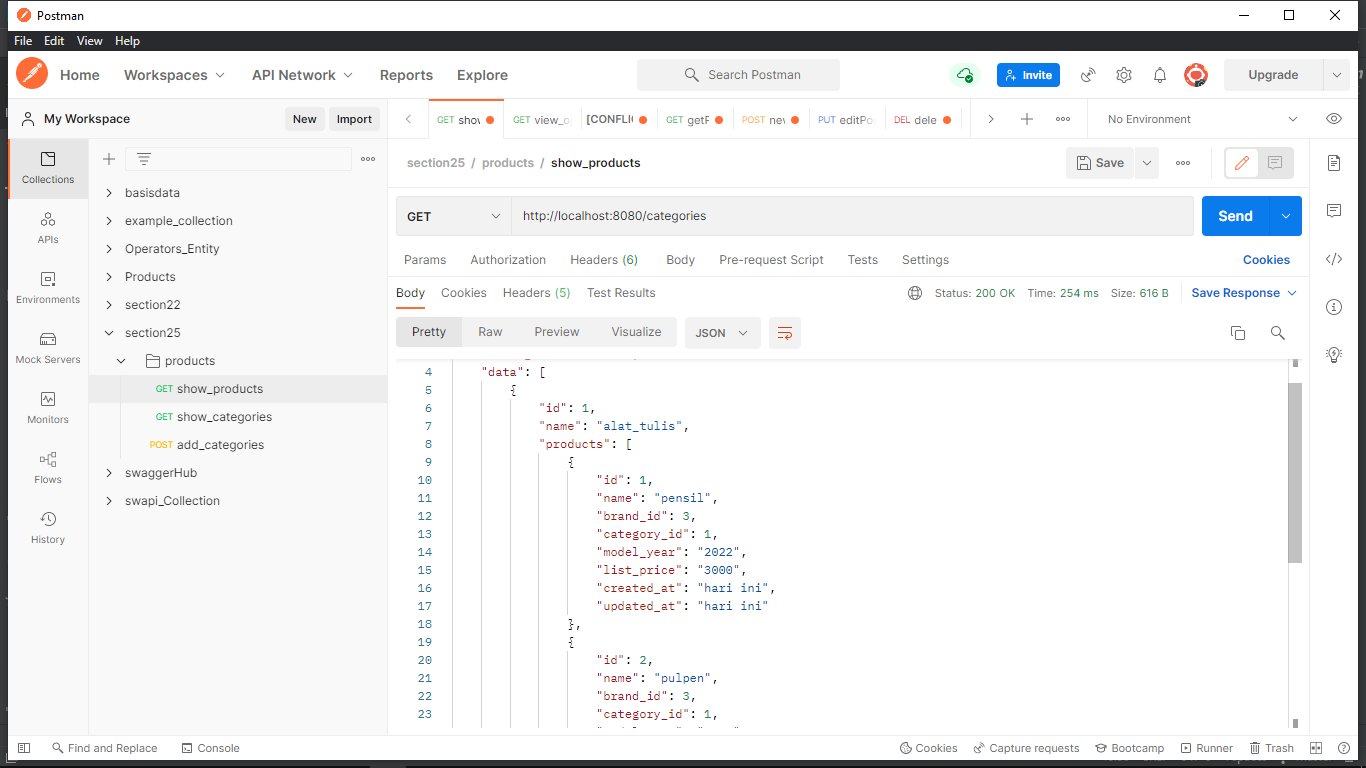 Postman
File Edit View Help
Home Workspaces API Network Reports Explore Search Postman Invite Upgrade
My Workspace New Import
GET show GET view_o [CONFLIC GET getP POST nev PUT editPo DEL dele No Environment
Collections
APIs
Environments
Mock Servers
Monitors
Flows
History
basisdata
example_collection
Operators_Entity
Products
section22
section25
products
GET show_products
GET show_categories
POST add_categories
swaggerHub
swapi_Collection
section25 / products / show_products Save
GET http://localhost:8080/categories Send
Params Authorization Headers (6) Body Pre-request Script Tests Settings Cookies
Body Cookies Headers (5) Test Results Status: 200 OK Time: 254 ms Size: 616 B Save Response
Pretty Raw Preview Visualize JSON
4 "data": [
5 {
6 "id": 1,
7 "name": "alat_tulis",
8 "products": [
9 {
10 "id": 1,
11 "name": "pensil",
12 "brand_id": 3,
13 "category_id": 1,
14 "model_year": "2022",
15 "list_price": "3000",
16 "created_at": "hari ini",
17 "updated_at": "hari ini"
18 },
19 {
20 "id": 2,
21 "name": "pulpen",
22 "brand_id": 3,
23 "category_id": 1,
Find and Replace Console Cookies Capture requests Bootcamp Runner Trash